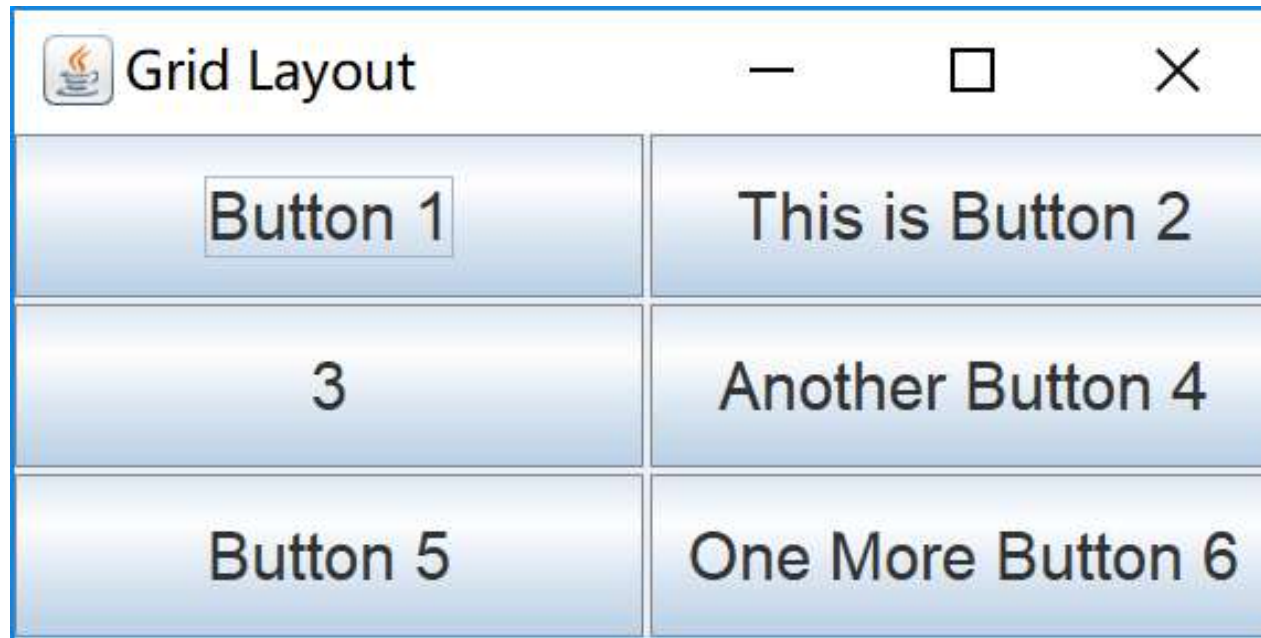 Grid Layout
Button 1
This is Button 2
3
Another Button 4
Button 5
One More Button 6